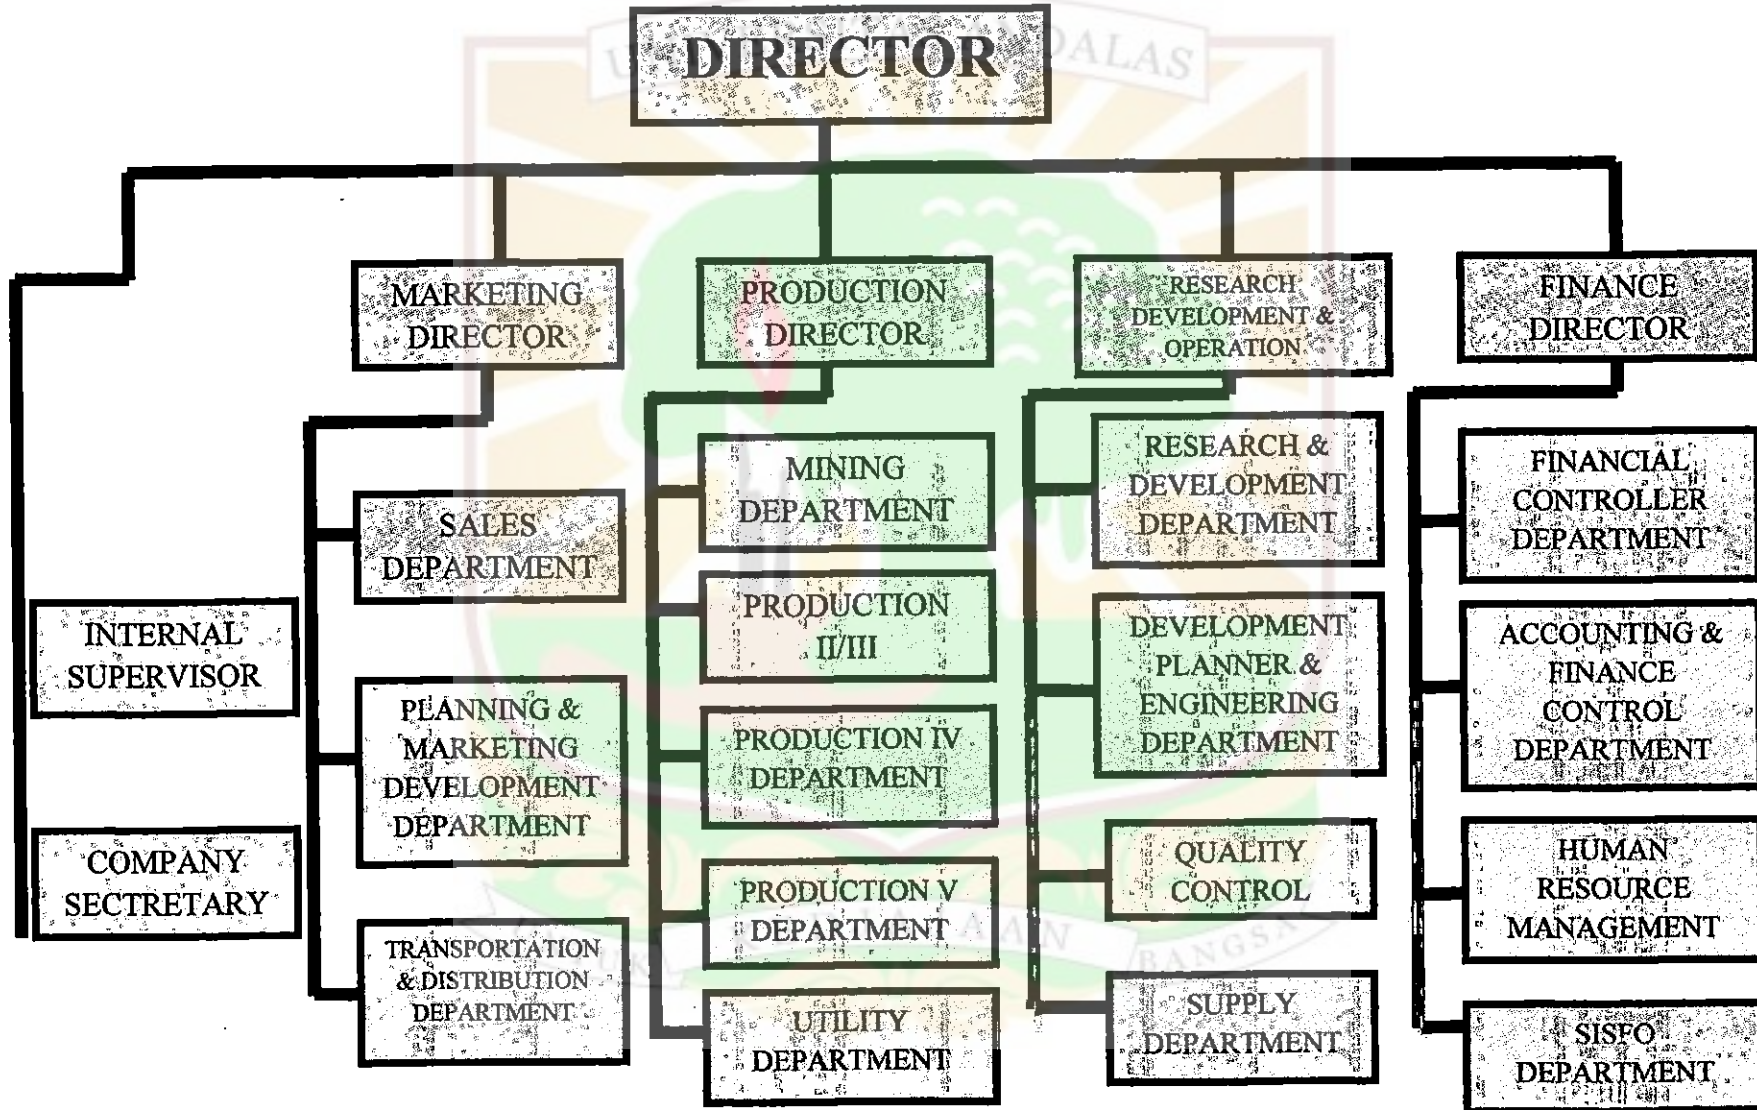 DIRECTOR
MARKETING
DIRECTOR
PRODUCTION
DIRECTOR
RESEARCH
DEVELOPMENT &
OPERATION
FINANCE
DIRECTOR
INTERNAL
SUPERVISOR
COMPANY
SECTRETARY
SALES
DEPARTMENT
PLANNING &
MARKETING
DEVELOPMENT
DEPARTMENT
TRANSPORTATION
& DISTRIBUTION
DEPARTMENT
MINING
DEPARTMENT
PRODUCTION
II/III
PRODUCTION IV
DEPARTMENT
PRODUCTION V
DEPARTMENT
UTILITY
DEPARTMENT
RESEARCH &
DEVELOPMENT
DEPARTMENT
DEVELOPMENT
PLANNER &
ENGINEERING
DEPARTMENT
QUALITY
CONTROL
SUPPLY
DEPARTMENT
FINANCIAL
CONTROLLER
DEPARTMENT
ACCOUNTING &
FINANCE
CONTROL
DEPARTMENT
HUMAN
RESOURCE
MANAGEMENT
SISFO
DEPARTMENT
BANGSA